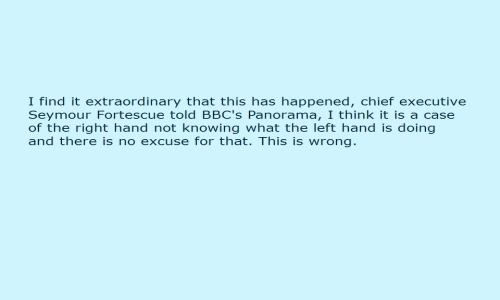 I find it extraordinary that this has happened, chief executive
Seymour Fortescue told BBC's Panorama, I think it is a case
of the right hand not knowing what the left hand is doing
and there is no excuse for that. This is wrong.